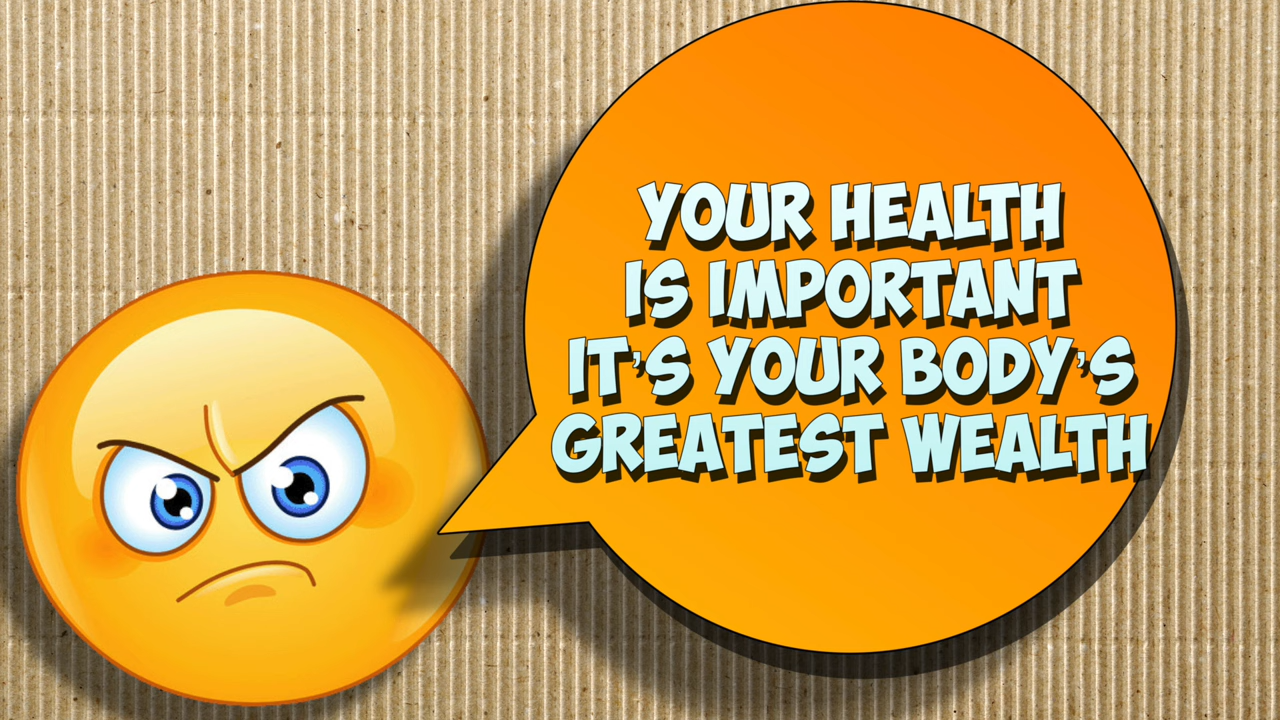 YOUR HEALTH
IS IMPORTANT
IT'S YOUR BODY'S
GREATEST WEALTH